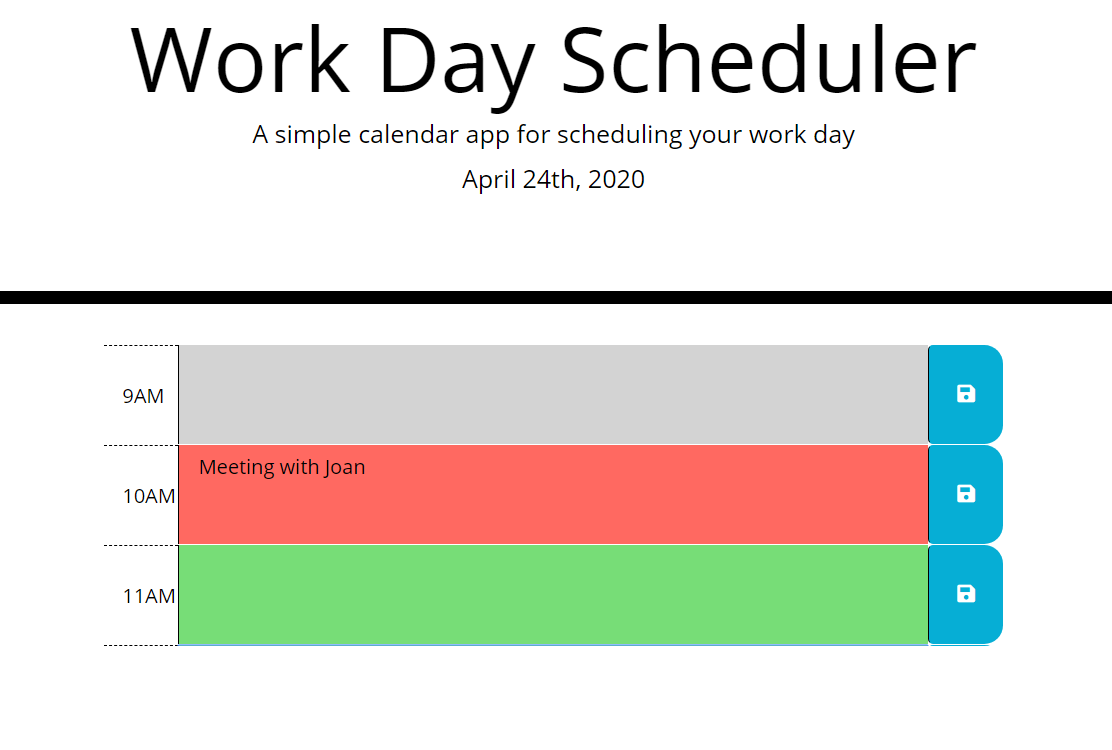 Work Day Scheduler
A simple calendar app for scheduling your work day
April 24th, 2020
9AM
10AM
Meeting with Joan
11AM